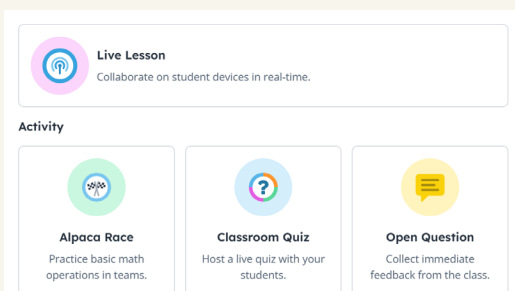 Live Lesson
Collaborate on student devices in real-time.
Activity
Alpaca Race
Practice basic math
operations in teams.
Classroom Quiz
Host a live quiz with your
students.
Open Question
Collect immediate
feedback from the class.